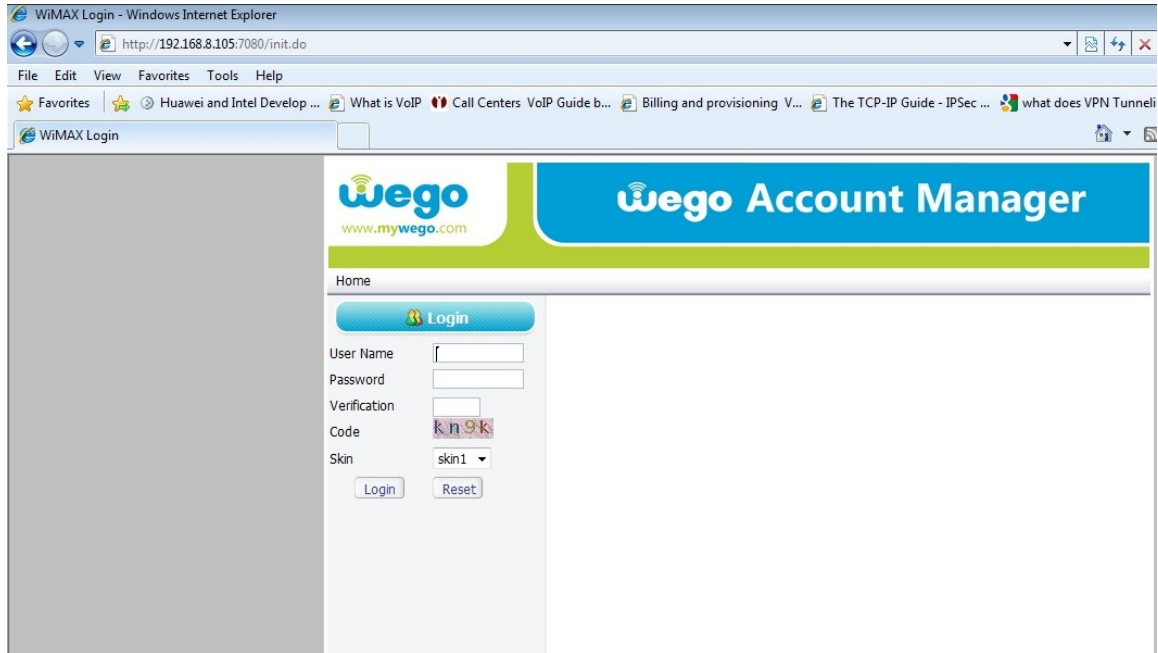 WiMAX Login - Windows Internet Explorer
http://192.168.8.105:7080/init.do
File Edit View Favorites Tools Help
Favorites Huawei and Intel Develop ... What is VoIP Call Centers VoIP Guide b... Billing and provisioning V... The TCP-IP Guide - IPSec ... what does VPN Tunneli
WiMAX Login
wego
www.mywego.com
wego Account Manager
Home
Login
User Name
Password
Verification
Code kn9k
Skin skin1
Login Reset